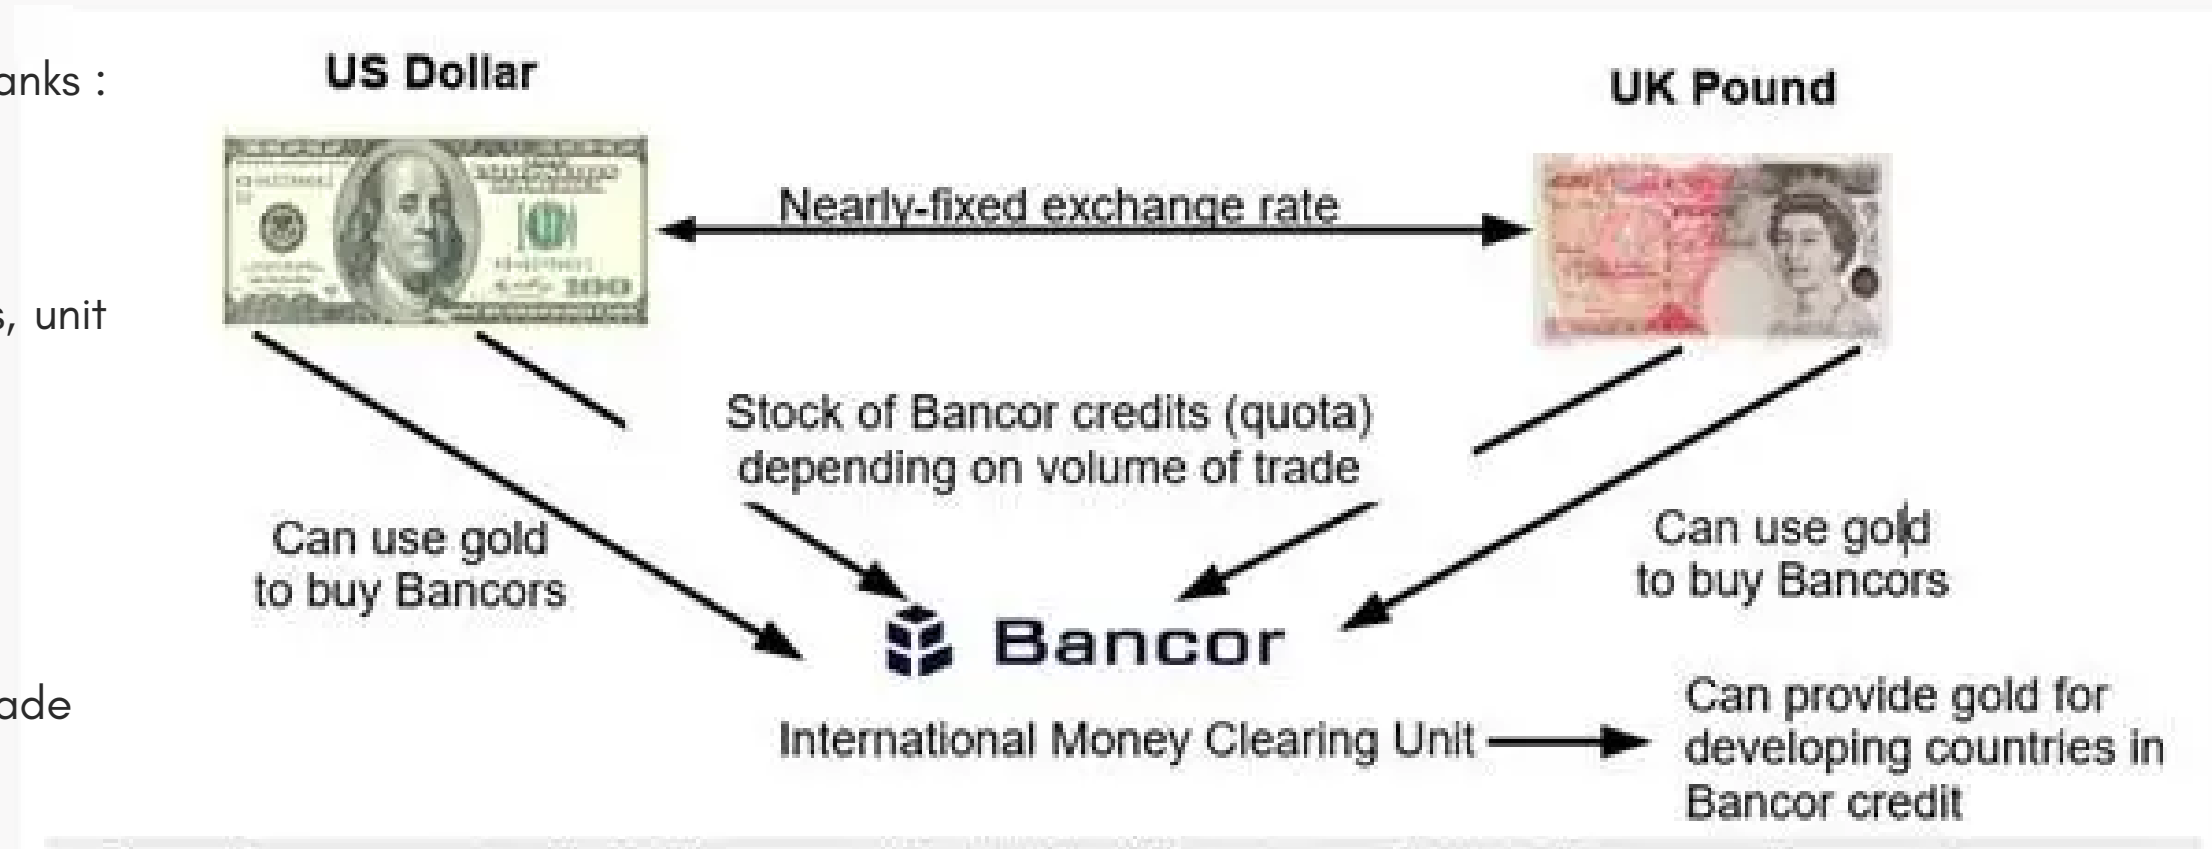 anks :
US Dollar
UK Pound
100
Nearly-fixed exchange rate
s, unit
Stock of Bancor credits (quota)
depending on volume of trade
Can use gold
to buy Bancors
Can use gold
to buy Bancors
Bancor
ade
International Money Clearing Unit
Can provide gold for
developing countries in
Bancor credit